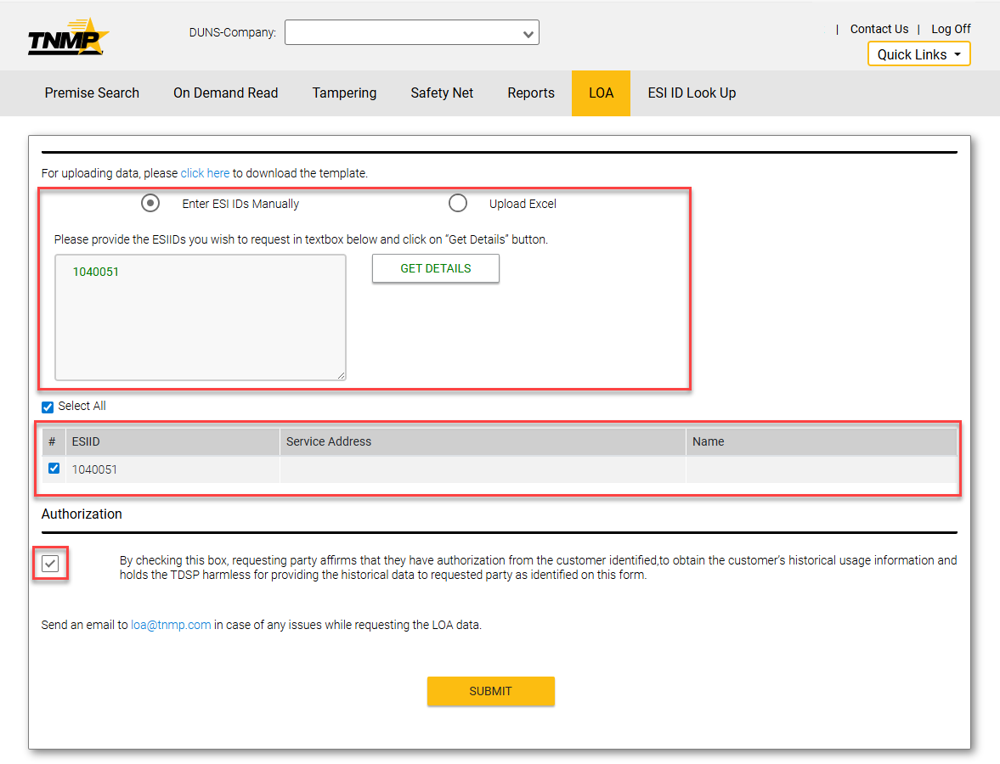 TNMP
DUNS-Company:
| Contact Us | Log Off
Quick Links
Premise Search On Demand Read Tampering Safety Net Reports LOA ESI ID Look Up
For uploading data, please click here to download the template.
Enter ESI IDs Manually Upload Excel
Please provide the ESIIDs you wish to request in textbox below and click on “Get Details” button.
1040051
GET DETAILS
Select All
# ESIID Service Address Name
1040051
Authorization
By checking this box, requesting party affirms that they have authorization from the customer identified,to obtain the customer's historical usage information and
holds the TDSP harmless for providing the historical data to requested party as identified on this form.
Send an email to loa@tnmp.com in case of any issues while requesting the LOA data.
SUBMIT